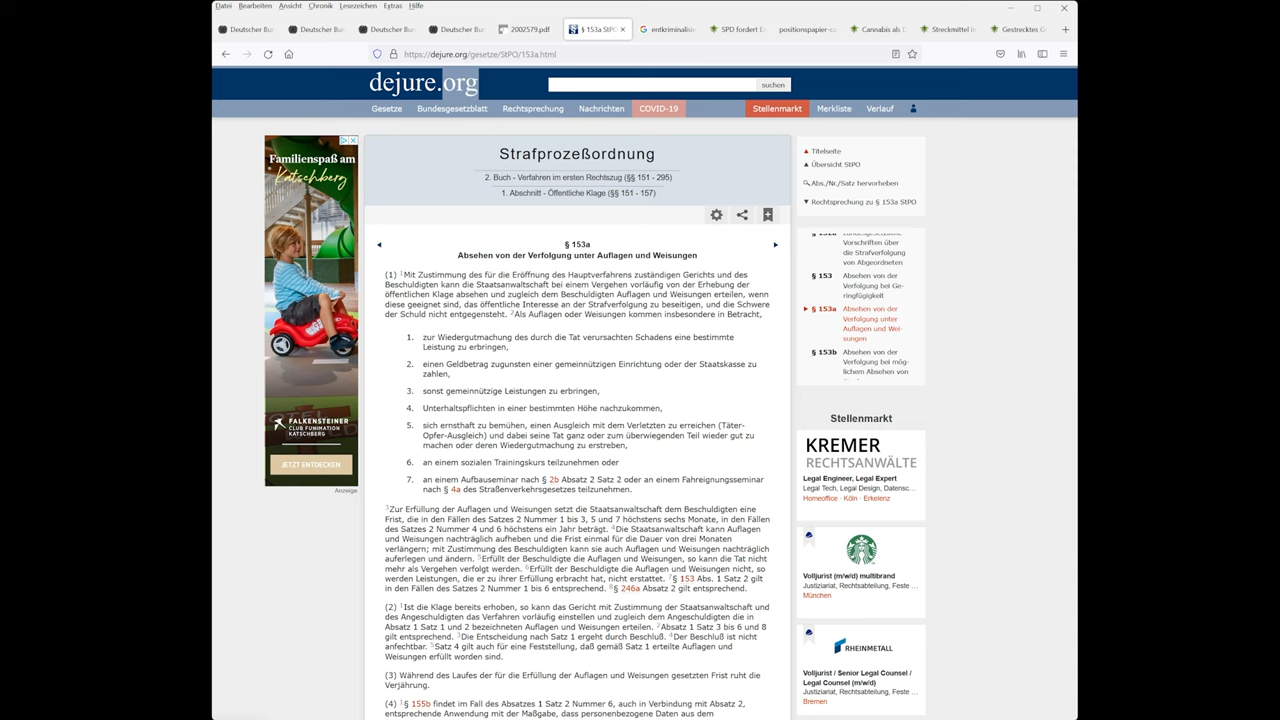 Datei Bearbeiten Ansicht Chronik Lesezeichen Extras Hilfe
Deutscher Bun Deutscher Bun Deutscher Bun Deutscher Bun 2002579.pdf § 153a StPO entkriminalisie SPD fordert E positionspapier-c Cannabis als D Streckmittel in Gestrecktes G
https://dejure.org/gesetze/StPO/153a.html
dejure.org
suchen
Gesetze Bundesgesetzblatt Rechtsprechung Nachrichten COVID-19 Stellenmarkt Merkliste Verlauf
Familienspaß am
Katschberg
FALKENSTEINER
CLUB FUNIMATION
KATSCHBERG
JETZT ENTDECKEN
Anzeige
Strafprozeßordnung
2. Buch - Verfahren im ersten Rechtszug (§§ 151 - 295)
1. Abschnitt - Öffentliche Klage (§§ 151 - 157)
§ 153a
Absehen von der Verfolgung unter Auflagen und Weisungen
(1) 1Mit Zustimmung des für die Eröffnung des Hauptverfahrens zuständigen Gerichts und des
Beschuldigten kann die Staatsanwaltschaft bei einem Vergehen vorläufig von der Erhebung der
öffentlichen Klage absehen und zugleich dem Beschuldigten Auflagen und Weisungen erteilen, wenn
diese geeignet sind, das öffentliche Interesse an der Strafverfolgung zu beseitigen, und die Schwere
der Schuld nicht entgegensteht. 2Als Auflagen oder Weisungen kommen insbesondere in Betracht,
1. zur Wiedergutmachung des durch die Tat verursachten Schadens eine bestimmte
Leistung zu erbringen,
2. einen Geldbetrag zugunsten einer gemeinnützigen Einrichtung oder der Staatskasse zu
zahlen,
3. sonst gemeinnützige Leistungen zu erbringen,
4. Unterhaltspflichten in einer bestimmten Höhe nachzukommen,
5. sich ernsthaft zu bemühen, einen Ausgleich mit dem Verletzten zu erreichen (Täter-
Opfer-Ausgleich) und dabei seine Tat ganz oder zum überwiegenden Teil wieder gut zu
machen oder deren Wiedergutmachung zu erstreben,
6. an einem sozialen Trainingskurs teilzunehmen oder
7. an einem Aufbauseminar nach § 2b Absatz 2 Satz 2 oder an einem Fahreignungsseminar
nach § 4a des Straßenverkehrsgesetzes teilzunehmen.
3Zur Erfüllung der Auflagen und Weisungen setzt die Staatsanwaltschaft dem Beschuldigten eine
Frist, die in den Fällen des Satzes 2 Nummer 1 bis 3, 5 und 7 höchstens sechs Monate, in den Fällen
des Satzes 2 Nummer 4 und 6 höchstens ein Jahr beträgt. 4Die Staatsanwaltschaft kann Auflagen
und Weisungen nachträglich aufheben und die Frist einmal für die Dauer von drei Monaten
verlängern; mit Zustimmung des Beschuldigten kann sie auch Auflagen und Weisungen nachträglich
auferlegen und ändern. 5Erfüllt der Beschuldigte die Auflagen und Weisungen, so kann die Tat nicht
mehr als Vergehen verfolgt werden. 6Erfüllt der Beschuldigte die Auflagen und Weisungen nicht, so
werden Leistungen, die er zu ihrer Erfüllung erbracht hat, nicht erstattet. 7§ 153 Abs. 1 Satz 2 gilt
in den Fällen des Satzes 2 Nummer 1 bis 6 entsprechend. 8§ 246a Absatz 2 gilt entsprechend.
(2) 1Ist die Klage bereits erhoben, so kann das Gericht mit Zustimmung der Staatsanwaltschaft und
des Angeschuldigten das Verfahren vorläufig einstellen und zugleich dem Angeschuldigten die in
Absatz 1 Satz 1 und 2 bezeichneten Auflagen und Weisungen erteilen. 2Absatz 1 Satz 3 bis 6 und 8
gilt entsprechend. 3Die Entscheidung nach Satz 1 ergeht durch Beschluß. 4Der Beschluß ist nicht
anfechtbar. 5Satz 4 gilt auch für eine Feststellung, daß gemäß Satz 1 erteilte Auflagen und
Weisungen erfüllt worden sind.
(3) Während des Laufes der für die Erfüllung der Auflagen und Weisungen gesetzten Frist ruht die
Verjährung.
(4) 1§ 155b findet im Fall des Absatzes 1 Satz 2 Nummer 6, auch in Verbindung mit Absatz 2,
entsprechende Anwendung mit der Maßgabe, dass personenbezogene Daten aus dem
Titelseite
Übersicht StPO
Abs./Nr./Satz hervorheben
Rechtsprechung zu § 153a StPO
Vorschriften über
die Strafverfolgung
von Abgeordneten
§ 153 Absehen von der
Verfolgung bei Ge-
ringfügigkeit
§ 153a Absehen von der
Verfolgung unter
Auflagen und Wei-
sungen
§ 153b Absehen von der
Verfolgung bei mög-
lichem Absehen von
Stellenmarkt
KREMER
RECHTSANWÄLTE
Legal Engineer, Legal Expert
Legal Tech, Legal Design, Datensc...
Homeoffice · Köln · Erkelenz
Volljurist (m/w/d) multibrand
Justiziariat, Rechtsabteilung, Feste ...
München
RHEINMETALL
Volljurist / Senior Legal Counsel /
Legal Counsel (m/w/d)
Justiziariat, Rechtsabteilung, Feste ...
Bremen